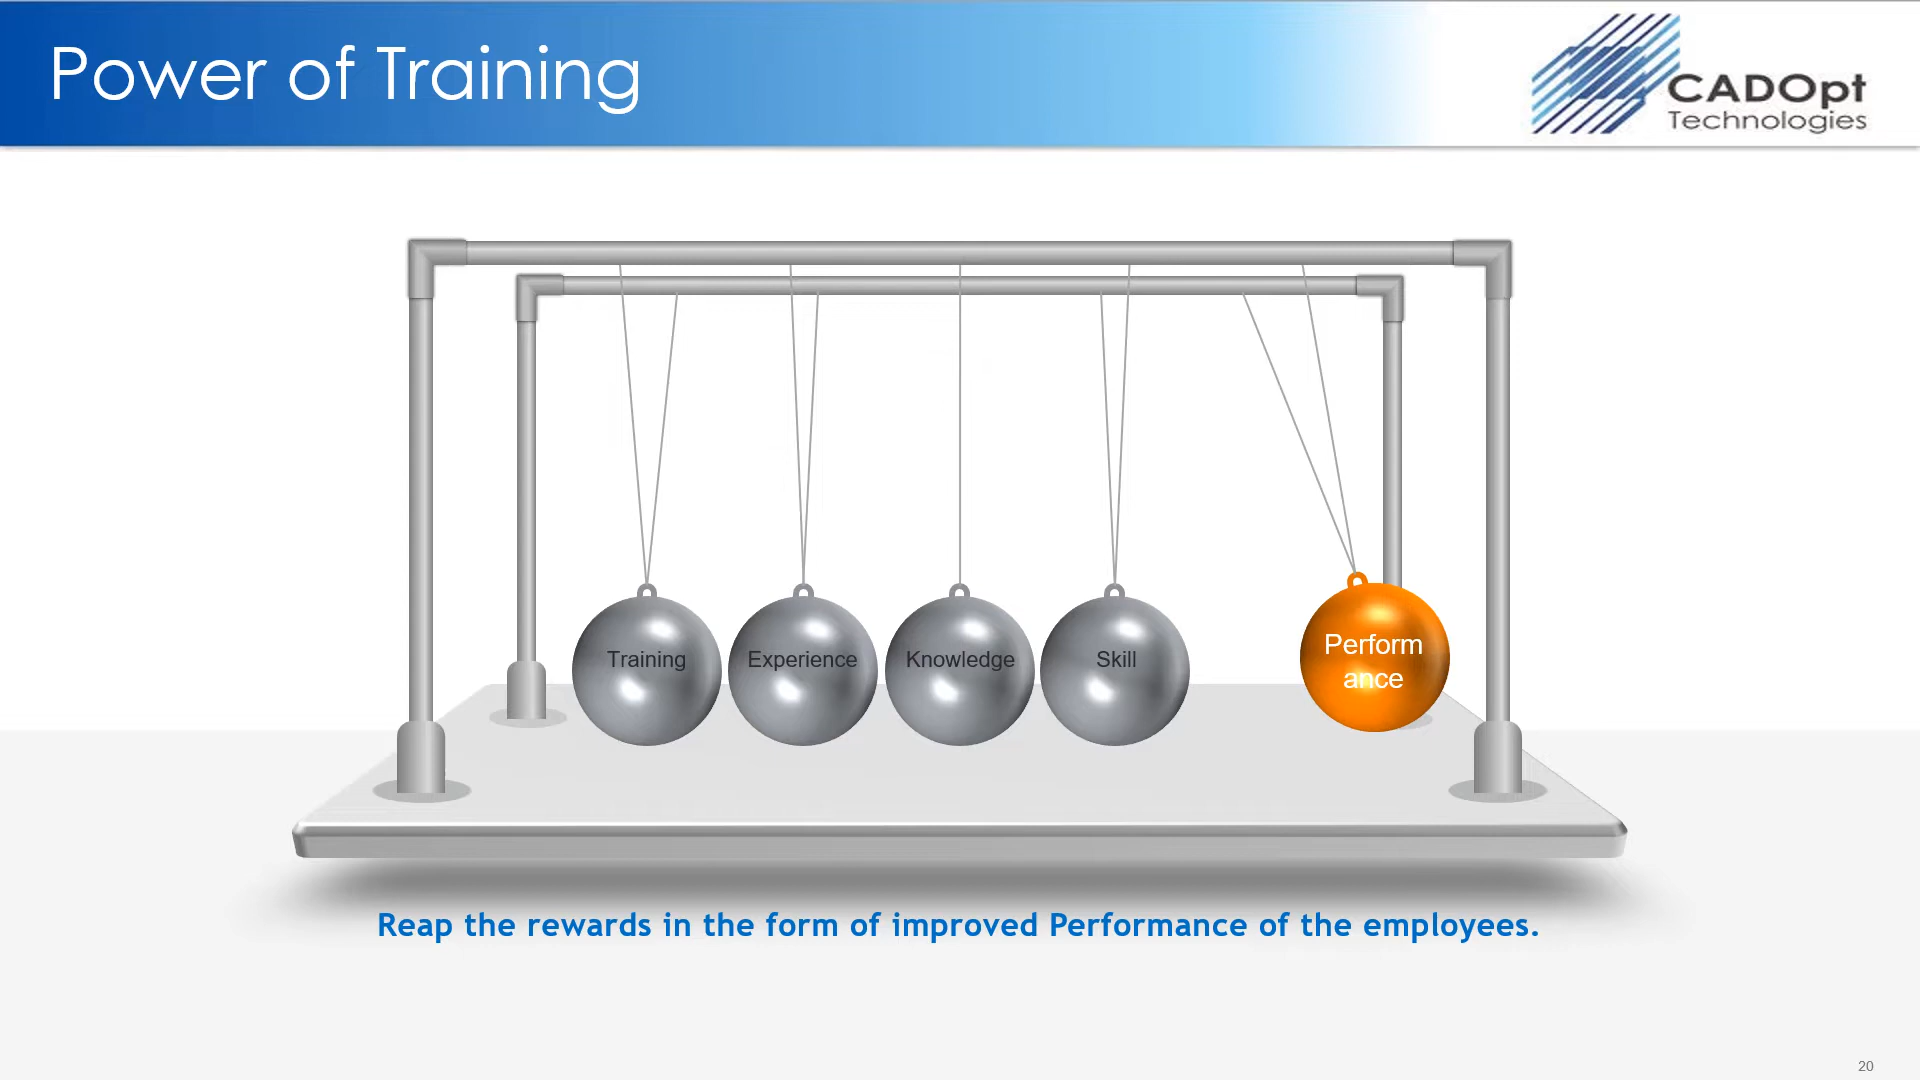 Power of Training
CADOpt
Technologies
Training
Experience
Knowledge
Skill
Perform
ance
Reap the rewards in the form of improved Performance of the employees.
20